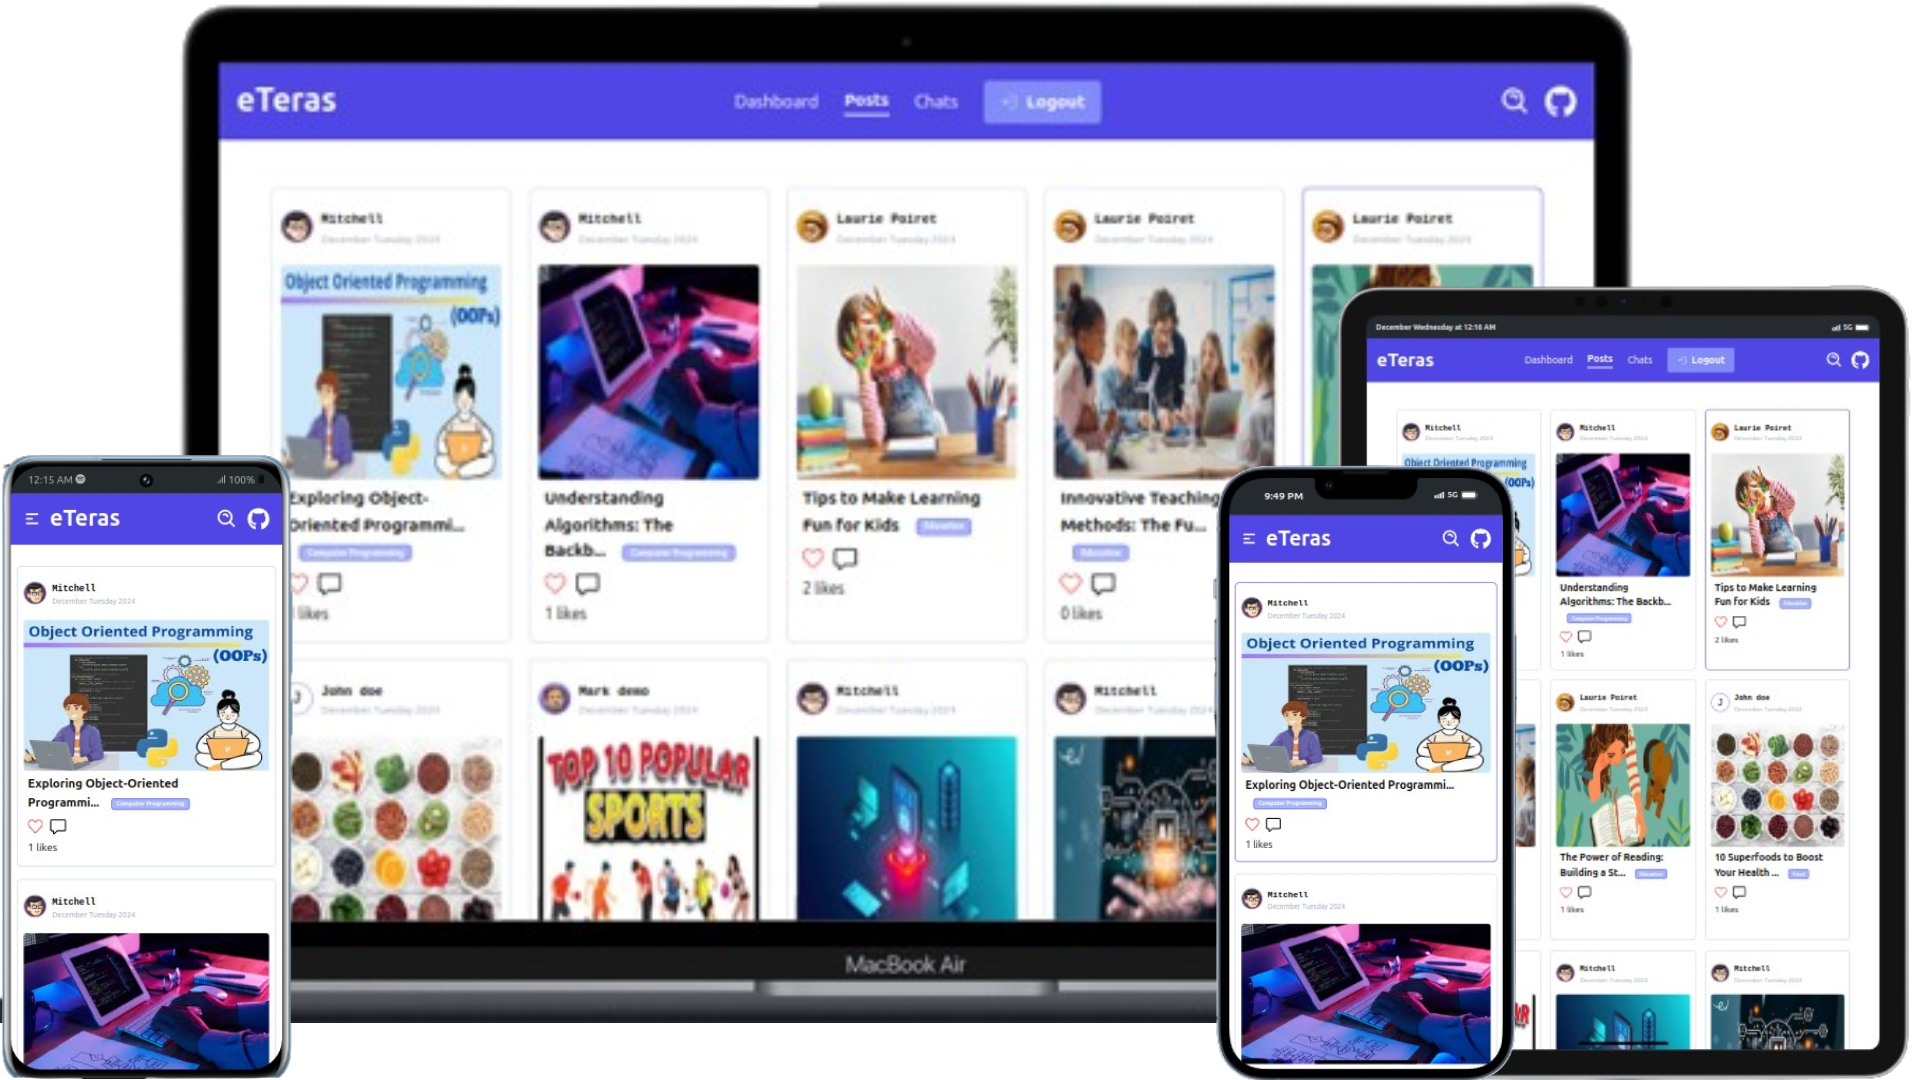 eTeras
Dashboard Posts Chats Logout
Mitchell
December Tuesday 2024
Object Oriented Programming
(OOPs)
Exploring Object-
Oriented Programmi...
Computer Programming
likes
Mitchell
December Tuesday 2024
Understanding
Algorithms: The
Backb... Computer Programming
1 likes
Laurie Poiret
December Tuesday 2024
Tips to Make Learning
Fun for Kids Education
2 likes
Laurie Poiret
December Tuesday 2024
Innovative Teaching
Methods: The Fu...
Education
0 likes
Laurie Poiret
December Tuesday 2024
J
John doe
December Tuesday 2024
Mark demo
December Tuesday 2024
TOP 10 POPULAR
SPORTS
Mitchell
December Tuesday 2024
Mitchell
December Tuesday 2024
MacBook Air
12:15 AM 100%
eTeras
Mitchell
December Tuesday 2024
Object Oriented Programming
(OOPs)
Exploring Object-Oriented
Programmi... Computer Programming
1 likes
Mitchell
December Tuesday 2024
9:49 PM 5G
eTeras
Mitchell
December Tuesday 2024
Object Oriented Programming
(OOPs)
Exploring Object-Oriented Programmi...
Computer Programming
1 likes
Mitchell
December Tuesday 2024
December Wednesday at 12:16 AM 5G
eTeras
Dashboard Posts Chats Logout
Mitchell
December Tuesday 2024
Object Oriented Programming
(OOPs)
Mitchell
December Tuesday 2024
Understanding
Algorithms: The Backb...
Computer Programming
1 likes
Laurie Poiret
December Tuesday 2024
Tips to Make Learning
Fun for Kids Education
2 likes
Laurie Poiret
December Tuesday 2024
The Power of Reading:
Building a St... Education
1 likes
J
John doe
December Tuesday 2024
10 Superfoods to Boost
Your Health ... Food
1 likes
Mitchell
December Tuesday 2024
Mitchell
December Tuesday 2024